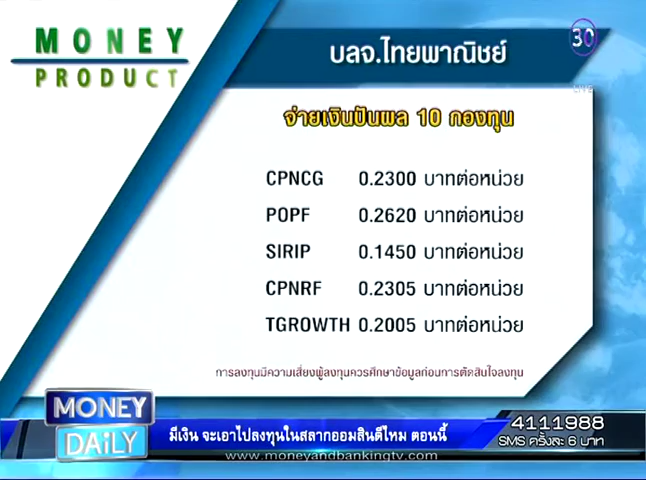 MONEY
PRODUCT
บลจ.ไทยพาณิชย์
30
LIVE
จ่ายเงินปันผล 10 กองทุน
CPNCG 0.2300 บาทต่อหน่วย
POPF 0.2620 บาทต่อหน่วย
SIRIP 0.1450 บาทต่อหน่วย
CPNRF 0.2305 บาทต่อหน่วย
TGROWTH 0.2005 บาทต่อหน่วย
การลงทุนมีความเสี่ยงผู้ลงทุนควรศึกษาข้อมูลก่อนการตัดสินใจลงทุน
MONEY
DAiLY
มีเงิน จะเอาไปลงทุนในสลากออมสินดีไหม ตอนนี้
4111988
SMS ครั้งละ 6 บาท
www.moneyandbankingtv.com